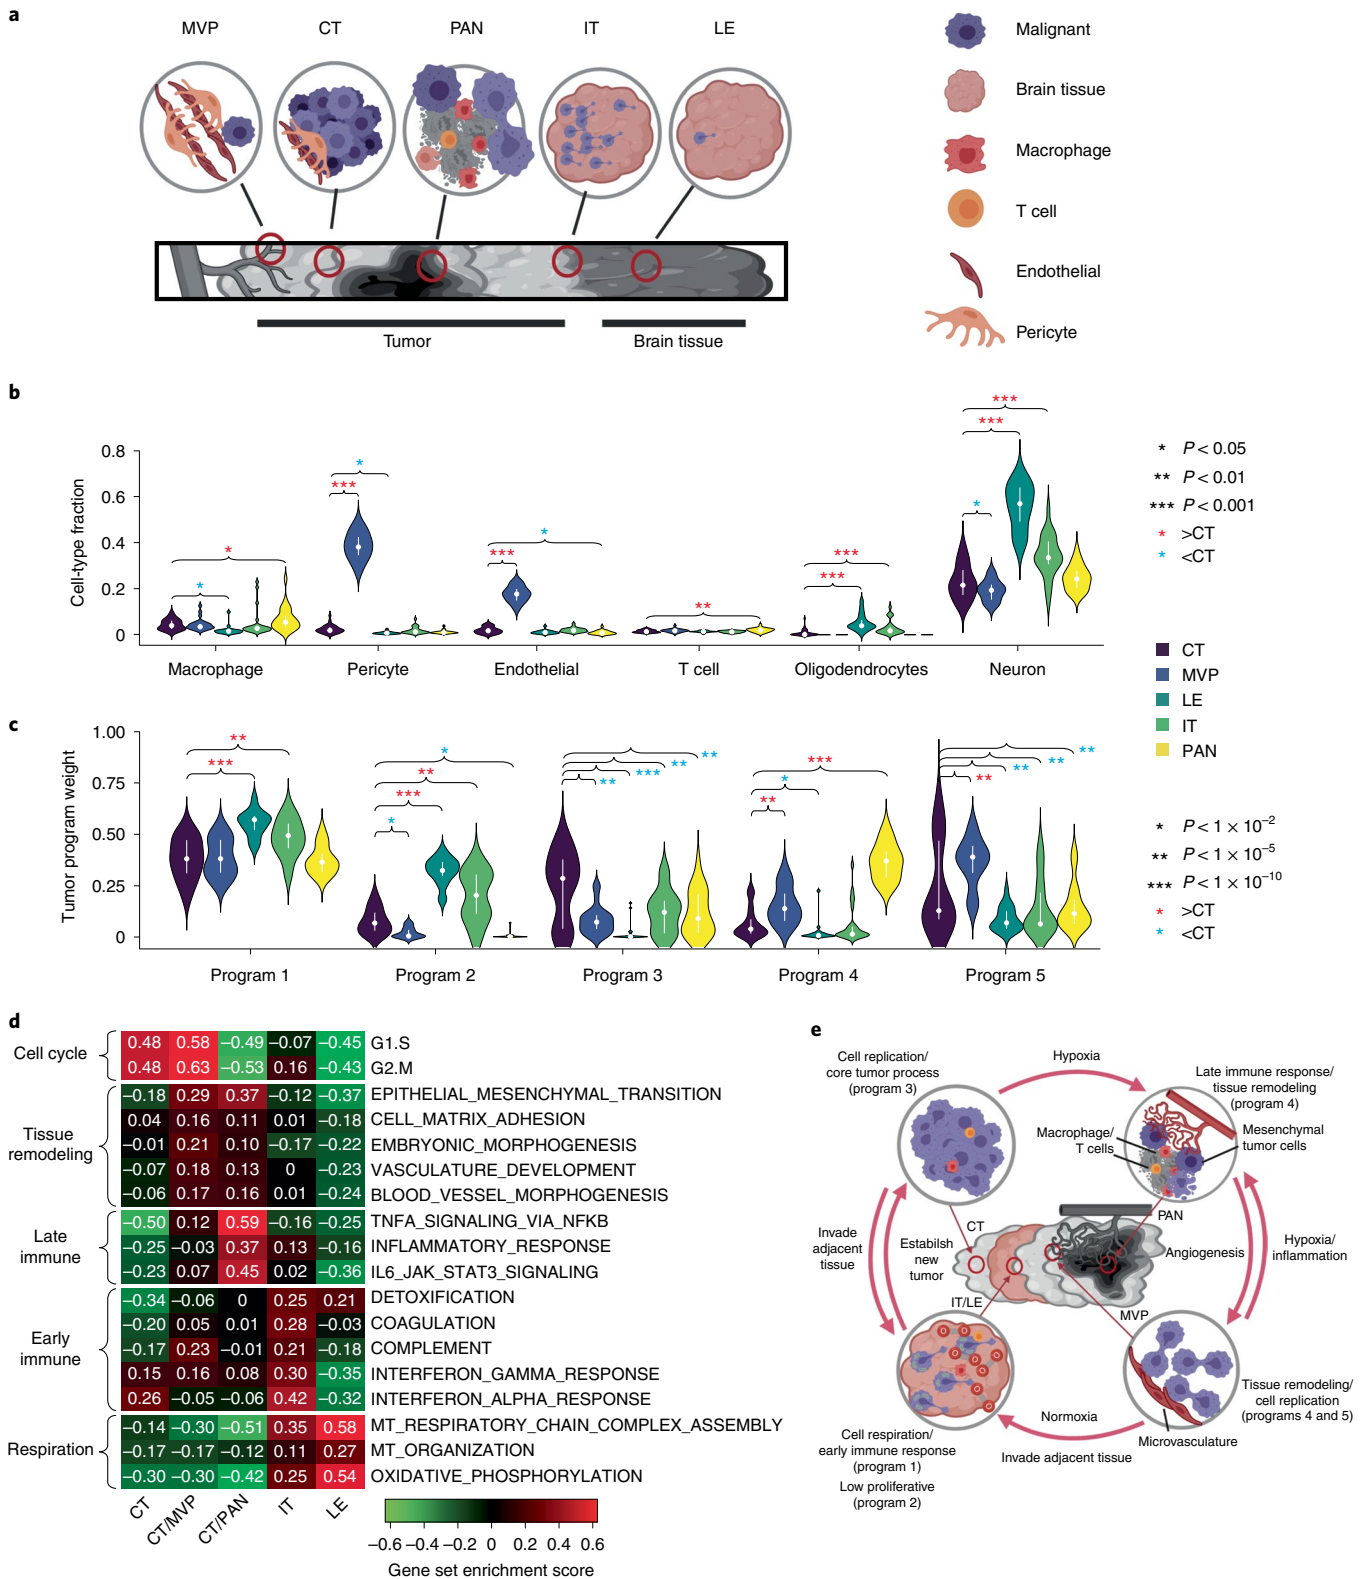 a
MVP
CT
PAN
IT
LE
Malignant
Brain tissue
Macrophage
T cell
Endothelial
Pericyte
Tumor
Brain tissue
b
Cell-type fraction
0.8
0.6
0.4
0.2
0
***
*
***
*
*
*
***
*
**
***
***
***
***
*
Macrophage
Pericyte
Endothelial
T cell
Oligodendrocytes
Neuron
* P < 0.05
** P < 0.01
*** P < 0.001
* >CT
* <CT
CT
MVP
LE
IT
PAN
c
Tumor program weight
1.00
0.75
0.50
0.25
0
**
***
*
**
***
*
**
**
***
**
***
*
**
**
**
**
**
Program 1
Program 2
Program 3
Program 4
Program 5
* P < 1 × 10−2
** P < 1 × 10−5
*** P < 1 × 10−10
* >CT
* <CT
d
Cell cycle
Tissue
remodeling
Late
immune
Early
immune
Respiration
0.48 0.58 −0.49 −0.07 −0.45 G1.S
0.48 0.63 −0.53 0.16 −0.43 G2.M
−0.18 0.29 0.37 −0.12 −0.37 EPITHELIAL_MESENCHYMAL_TRANSITION
0.04 0.16 0.11 0.01 −0.18 CELL_MATRIX_ADHESION
−0.01 0.21 0.10 −0.17 −0.22 EMBRYONIC_MORPHOGENESIS
−0.07 0.18 0.13 0 −0.23 VASCULATURE_DEVELOPMENT
−0.06 0.17 0.16 0.01 −0.24 BLOOD_VESSEL_MORPHOGENESIS
−0.50 0.12 0.59 −0.16 −0.25 TNFA_SIGNALING_VIA_NFKB
−0.25 −0.03 0.37 0.13 −0.16 INFLAMMATORY_RESPONSE
−0.23 0.07 0.45 0.02 −0.36 IL6_JAK_STAT3_SIGNALING
−0.34 −0.06 0 0.25 0.21 DETOXIFICATION
−0.20 0.05 0.01 0.28 −0.03 COAGULATION
−0.17 0.23 −0.01 0.21 −0.18 COMPLEMENT
0.15 0.16 0.08 0.30 −0.35 INTERFERON_GAMMA_RESPONSE
0.26 −0.05 −0.06 0.42 −0.32 INTERFERON_ALPHA_RESPONSE
−0.14 −0.30 −0.51 0.35 0.58 MT_RESPIRATORY_CHAIN_COMPLEX_ASSEMBLY
−0.17 −0.17 −0.12 0.11 0.27 MT_ORGANIZATION
−0.30 −0.30 −0.42 0.25 0.54 OXIDATIVE_PHOSPHORYLATION
CT
CT/MVP
CT/PAN
IT
LE
−0.6 −0.4 −0.2 0 0.2 0.4 0.6
Gene set enrichment score
e
Cell replication/
core tumor process
(program 3)
Hypoxia
Late immune response/
tissue remodeling
(program 4)
Macrophage/
T cells
Mesenchymal
tumor cells
CT
PAN
Invade
adjacent
tissue
Estabilsh
new
tumor
Angiogenesis
Hypoxia/
inflamnation
IT/LE
MVP
Normoxia
Invade adjacent tissue
Cell respiration/
early immune response
(program 1)
Low proliferative
(program 2)
Tissue remodeling/
cell replication
(programs 4 and 5)
Microvasculature